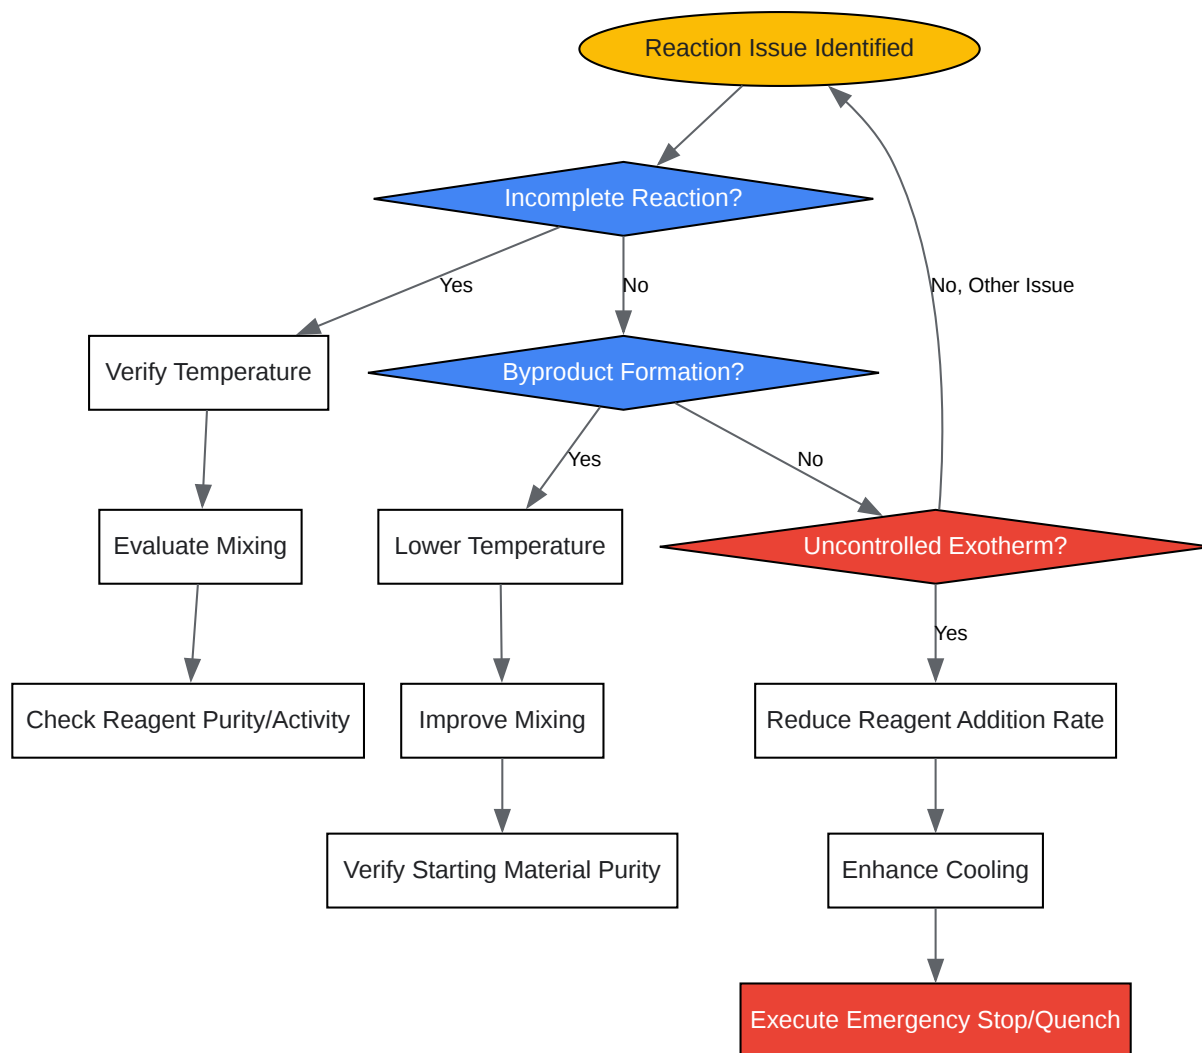 Reaction Issue Identified
Incomplete Reaction?
Yes
No
No, Other Issue
Verify Temperature
Byproduct Formation?
Yes
No
Evaluate Mixing
Lower Temperature
Uncontrolled Exotherm?
Yes
Check Reagent Purity/Activity
Improve Mixing
Reduce Reagent Addition Rate
Verify Starting Material Purity
Enhance Cooling
Execute Emergency Stop/Quench